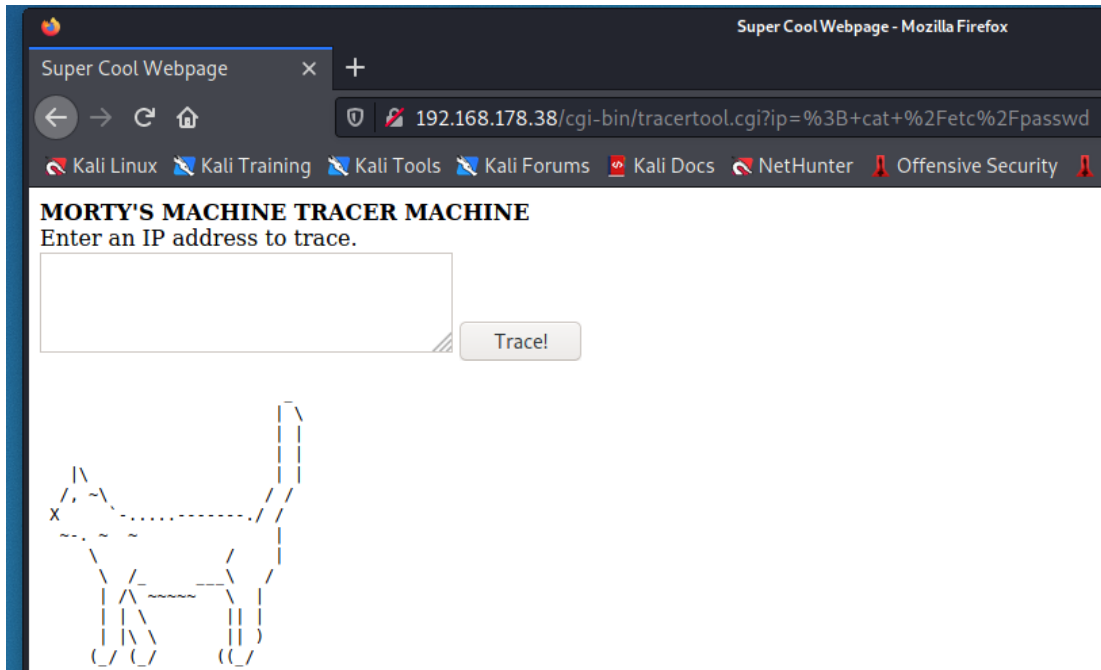 Super Cool Webpage - Mozilla Firefox
Super Cool Webpage
192.168.178.38/cgi-bin/tracertool.cgi?ip=%3B+cat+%2Fetc%2Fpasswd
Kali Linux Kali Training Kali Tools Kali Forums Kali Docs NetHunter Offensive Security
MORTY'S MACHINE TRACER MACHINE
Enter an IP address to trace.
Trace!